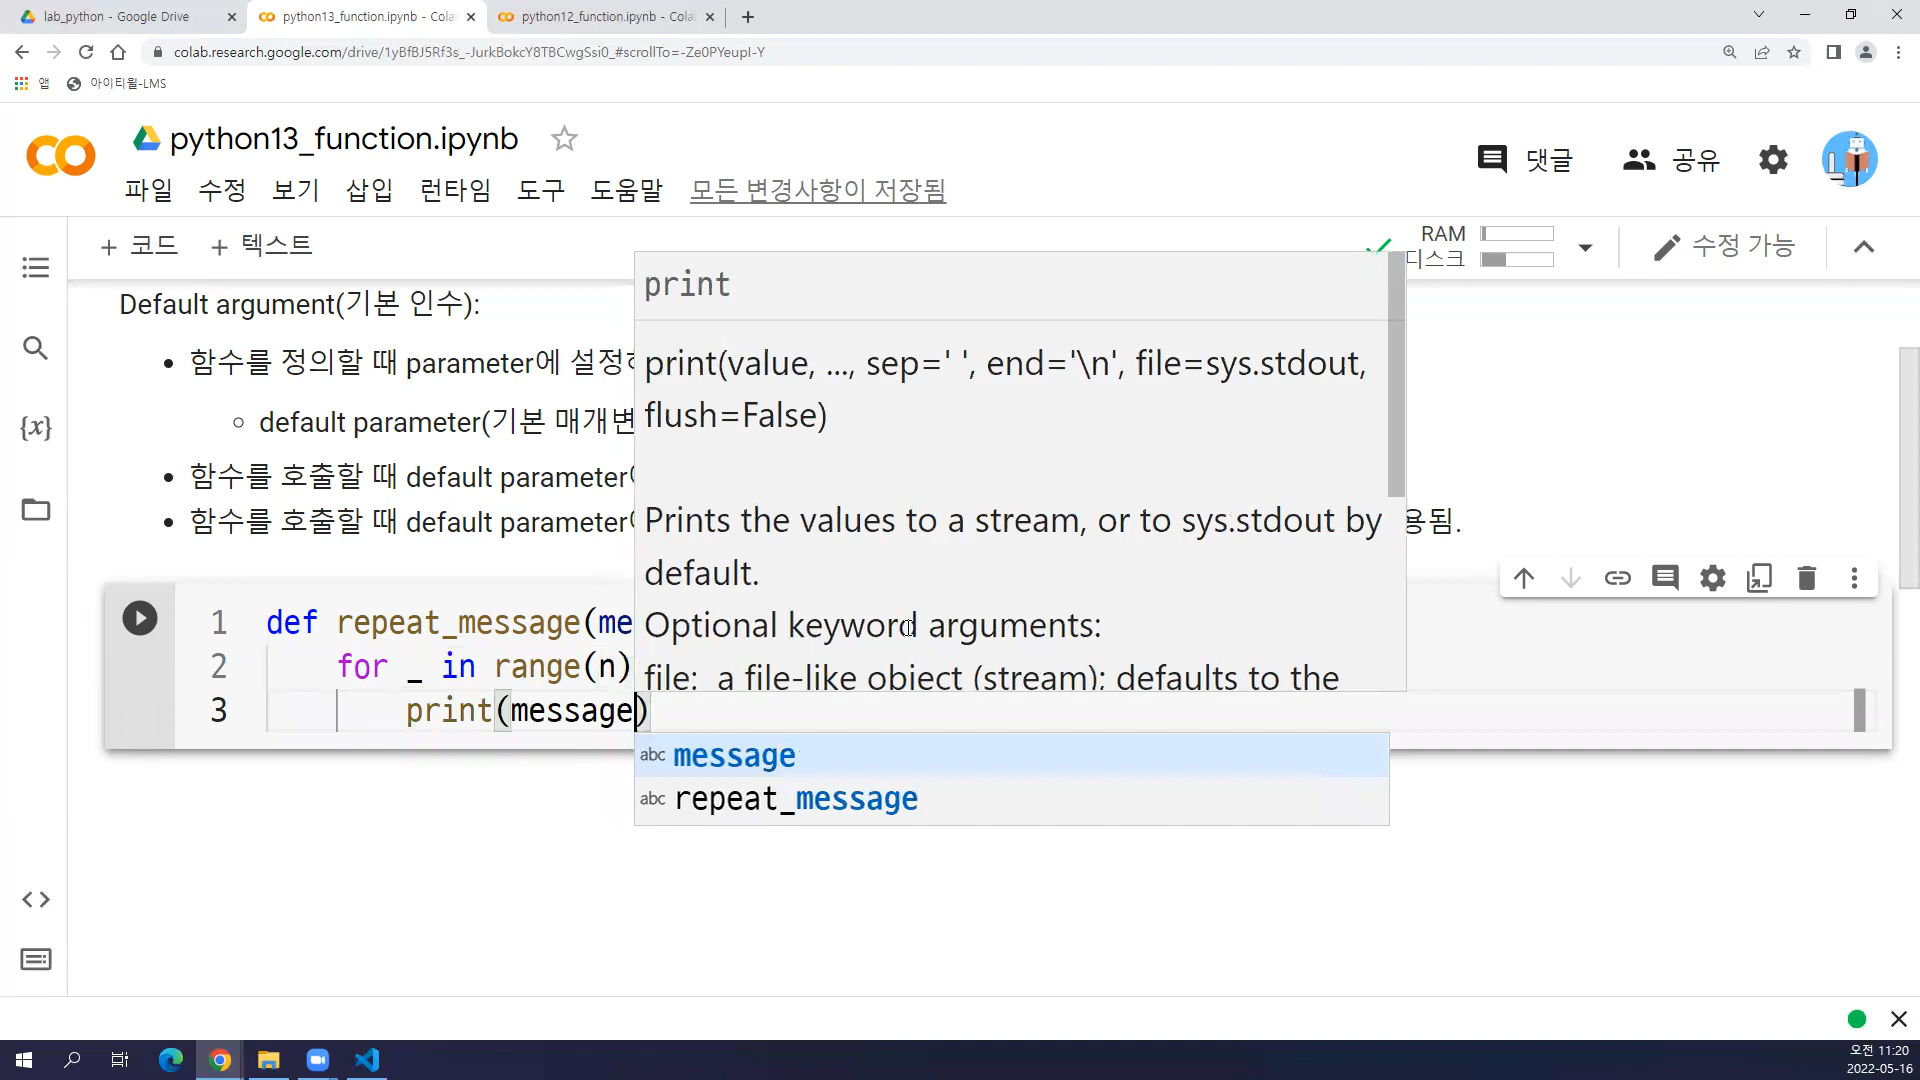 lab_python - Google Drive
python13_function.ipynb - Cola
python12_function.ipynb - Cola
colab.research.google.com/drive/1yBfBJ5Rf3s_-JurkBokcY8TBCwgSsi0_#scrollTo=-Ze0PYeupI-Y
앱
아이티윌-LMS
python13_function.ipynb
댓글
공유
파일 수정 보기 삽입 런타임 도구 도움말 모든 변경사항이 저장됨
+ 코드 + 텍스트
RAM
디스크
수정 가능
Default argument(기본 인수):
함수를 정의할 때 parameter에
default parameter(기본
함수를 호출할 때 default parameter
함수를 호출할 때 default parameter
용됨.
print
print(value, ..., sep=' ', end='\n', file=sys.stdout,
flush=False)
Prints the values to a stream, or to sys.stdout by
default.
Optional keyword arguments:
file: a file-like object (stream); defaults to the
1 def repeat_message(me
2 for _ in range(n)
3 print(message)
abc message
abc repeat_message
오전 11:20
2022-05-16